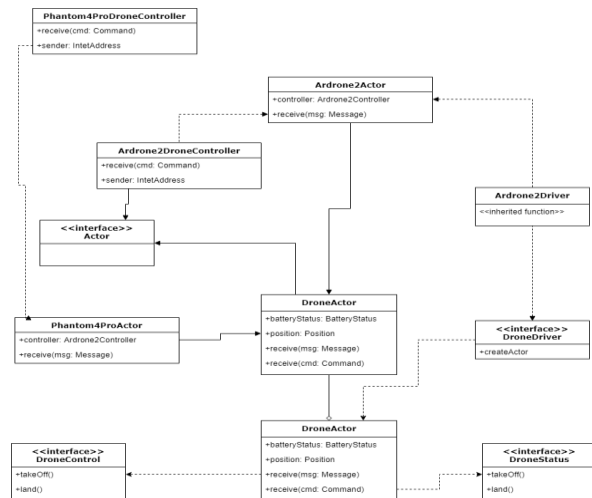 Phantom4ProDroneController
+receive(cmd: Command)
+sender: IntetAddress
Ardrone2Actor
+controller: Ardrone2Controller
+receive(msg: Message)
Ardrone2DroneController
+receive(cmd: Command)
+sender: IntetAddress
Ardrone2Driver
<<inherited function>>
<<interface>>
Actor
DroneActor
+batteryStatus: BatteryStatus
+position: Position
+receive(msg: Message)
+receive(cmd: Command)
Phantom4ProActor
+controller: Ardrone2Controller
+receive(msg: Message)
<<interface>>
DroneDriver
+createActor
DroneActor
+batteryStatus: BatteryStatus
+position: Position
+receive(msg: Message)
+receive(cmd: Command)
<<interface>>
DroneControl
+takeOff()
+land()
<<interface>>
DroneStatus
+takeOff()
+land()